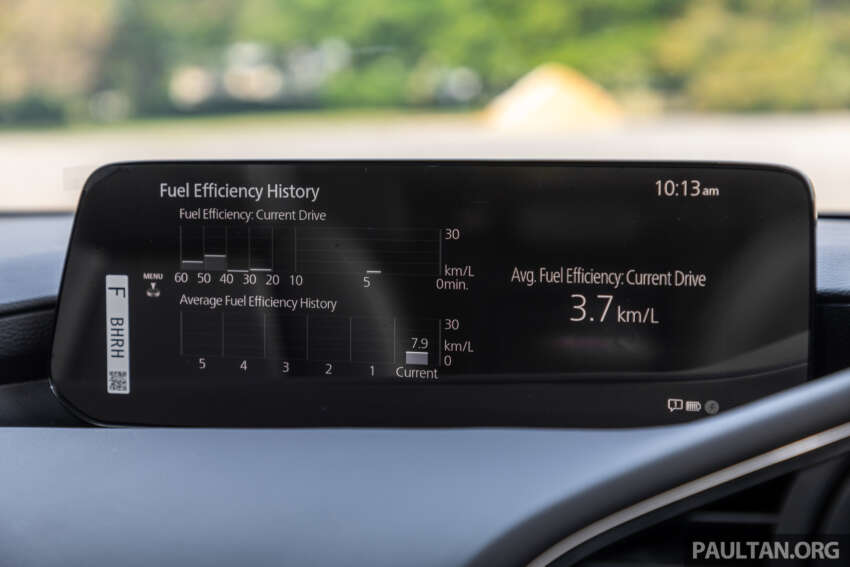 Fuel Efficiency History
10:13 am
Fuel Efficiency: Current Drive
30
km/L
60 50 40 30 20 10 5 0min.
MENU
Avg. Fuel Efficiency: Current Drive
3.7 km/L
Average Fuel Efficiency History
30
7.9
km/L
0
5 4 3 2 1 Current
F BHRH
1
PAULTAN.ORG